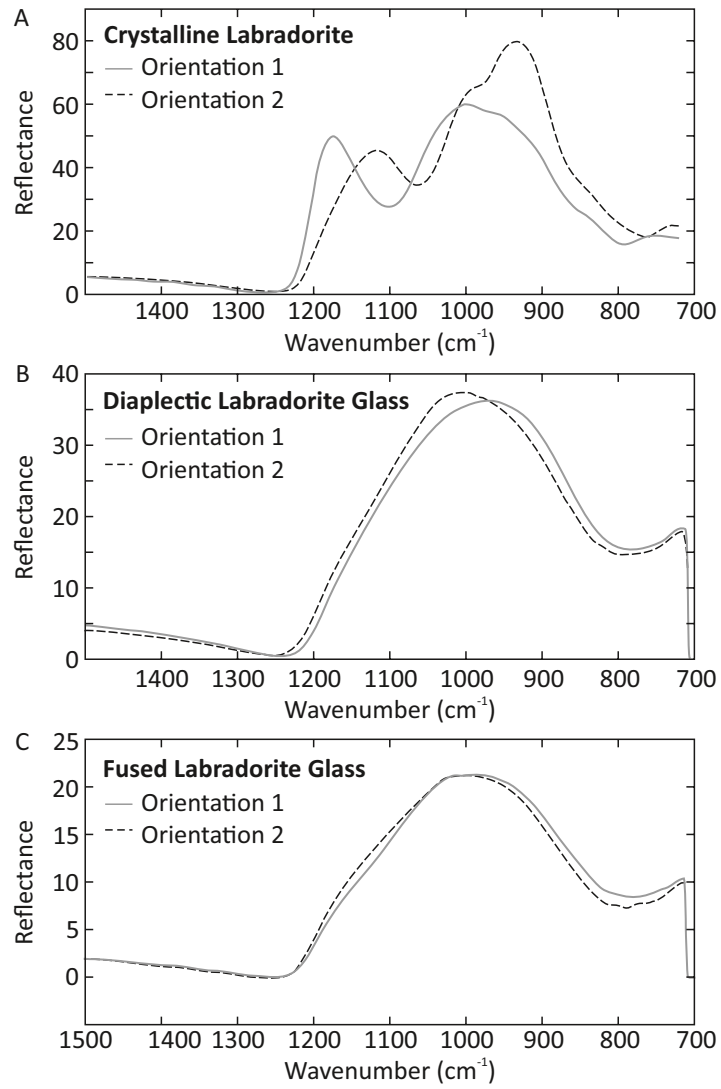 A
Crystalline Labradorite
Orientation 1
Orientation 2
80
60
40
20
0
Reflectance
1400 1300 1200 1100 1000 900 800 700
Wavenumber (cm⁻¹)
B
Diaplectic Labradorite Glass
Orientation 1
Orientation 2
40
30
20
10
0
Reflectance
1400 1300 1200 1100 1000 900 800 700
Wavenumber (cm⁻¹)
C
Fused Labradorite Glass
Orientation 1
Orientation 2
25
20
15
10
5
0
Reflectance
1500 1400 1300 1200 1100 1000 900 800 700
Wavenumber (cm⁻¹)